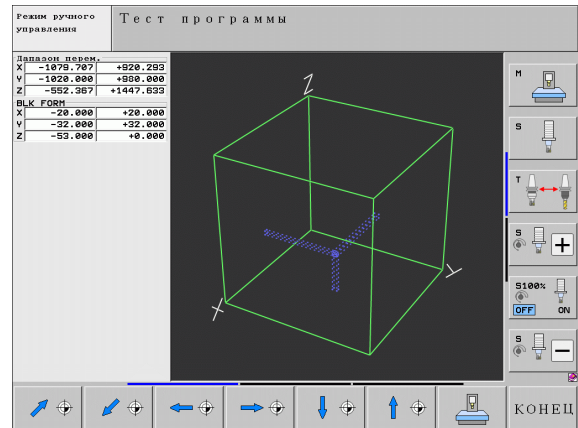 Режим ручного
управления
Тест программы
Дапазон перем.
X -1079.707 +920.293
Y -1020.000 +980.000
Z -552.367 +1447.633
BLK FORM
X -20.000 +20.000
Y -32.000 +32.000
Z -53.000 +0.000
Z
X
Y
M
S
T
S
S100%
OFF ON
S
КОНЕЦ